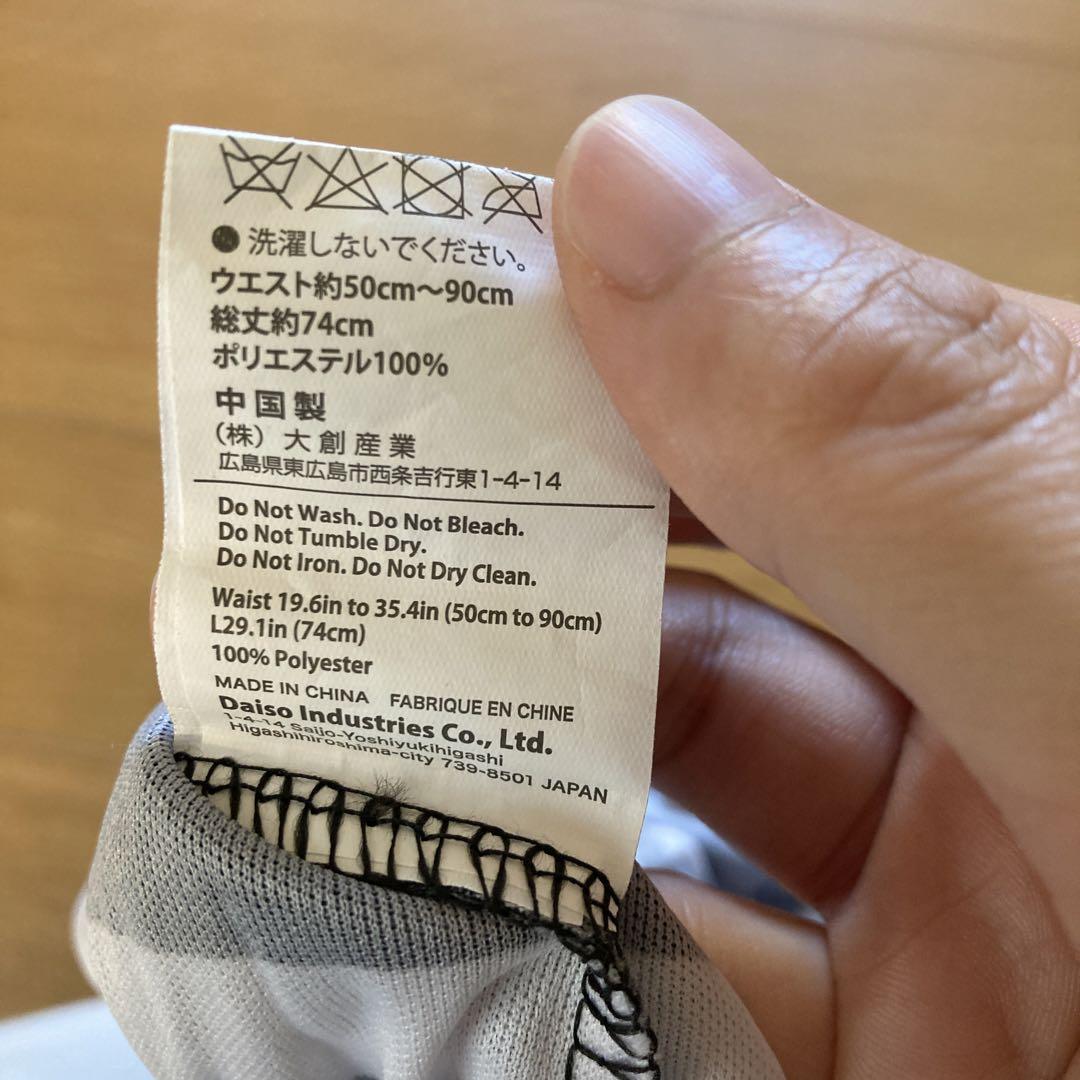 ● 洗濯しないでください。
ウエスト約50cm～90cm
総丈約74cm
ポリエステル100%
中国製
（株）大創産業
広島県東広島市西条吉行東1-4-14
Do Not Wash. Do Not Bleach.
Do Not Tumble Dry.
Do Not Iron. Do Not Dry Clean.
Waist 19.6in to 35.4in (50cm to 90cm)
L29.1in (74cm)
100% Polyester
MADE IN CHINA FABRIQUE EN CHINE
Daiso Industries Co., Ltd.
1-4-14 Saijo-Yoshiyukihigashi
Higashihiroshima-city 739-8501 JAPAN